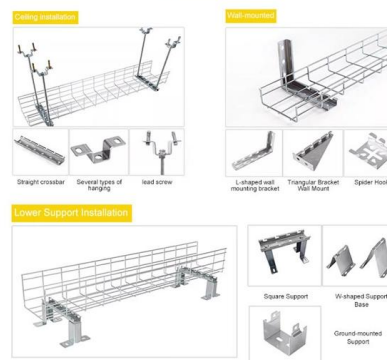 Ceiling installation
Wall-mounted
Straight crossbar
Several types of
hanging
lead screw
L-shaped wall
mounting bracket
Triangular Bracket
Wall Mount
Spider Hook
Lower Support Installation
Square Support
W-shaped Support
Base
Ground-mounted
Support